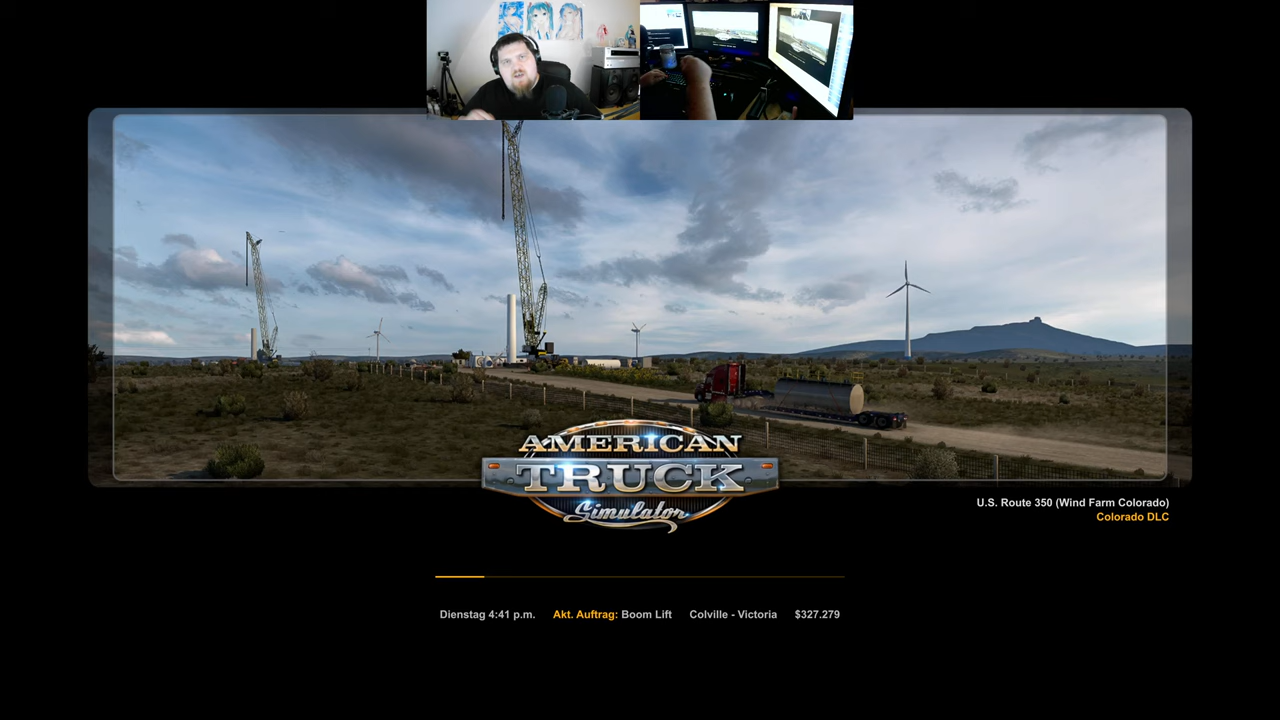 AMERICAN
TRUCK
Simulator
U.S. Route 350 (Wind Farm Colorado)
Colorado DLC
Dienstag 4:41 p.m. Akt. Auftrag: Boom Lift Colville - Victoria $327.279